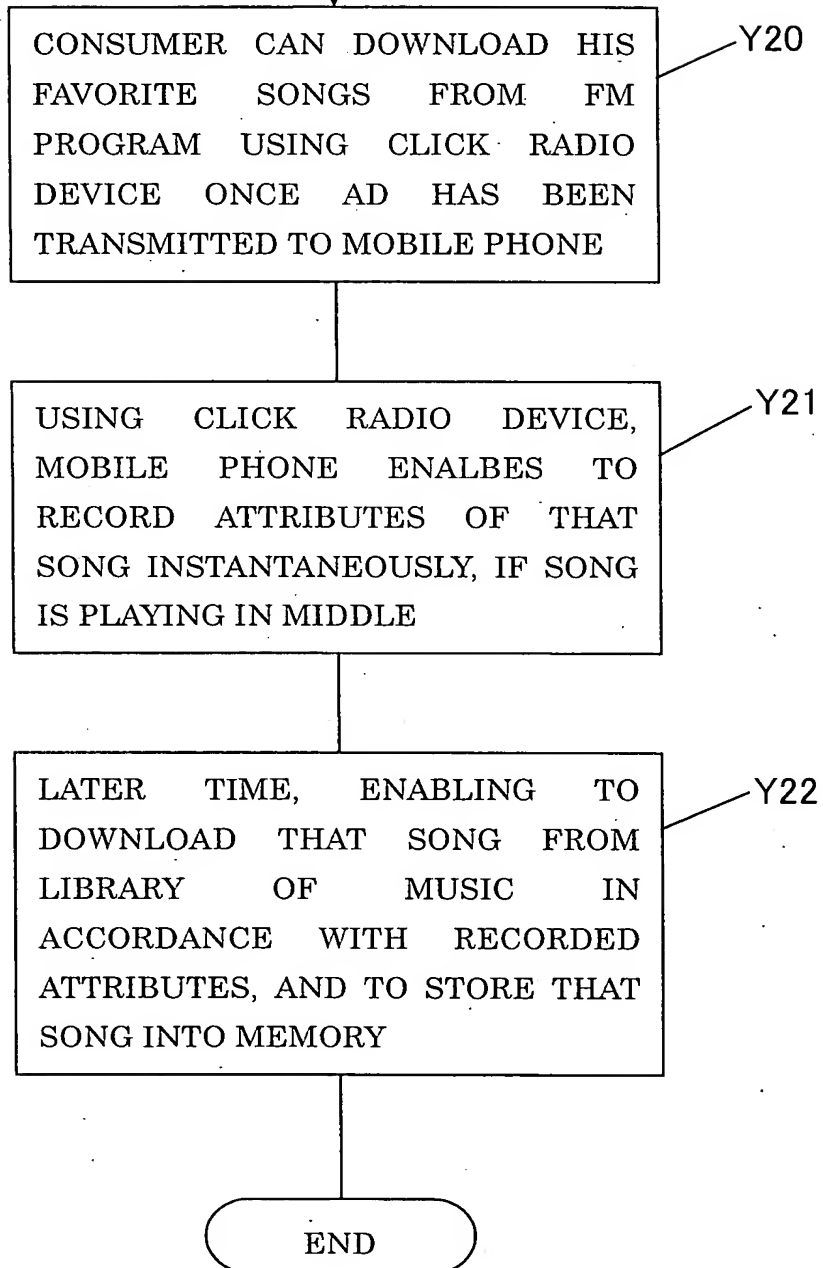 CONSUMER CAN DOWNLOAD HIS
FAVORITE SONGS FROM FM
PROGRAM USING CLICK RADIO
DEVICE ONCE AD HAS BEEN
TRANSMITTED TO MOBILE PHONE
Y20
USING CLICK RADIO DEVICE,
MOBILE PHONE ENALBES TO
RECORD ATTRIBUTES OF THAT
SONG INSTANTANEOUSLY, IF SONG
IS PLAYING IN MIDDLE
Y21
LATER TIME, ENABLING TO
DOWNLOAD THAT SONG FROM
LIBRARY OF MUSIC IN
ACCORDANCE WITH RECORDED
ATTRIBUTES, AND TO STORE THAT
SONG INTO MEMORY
Y22
END